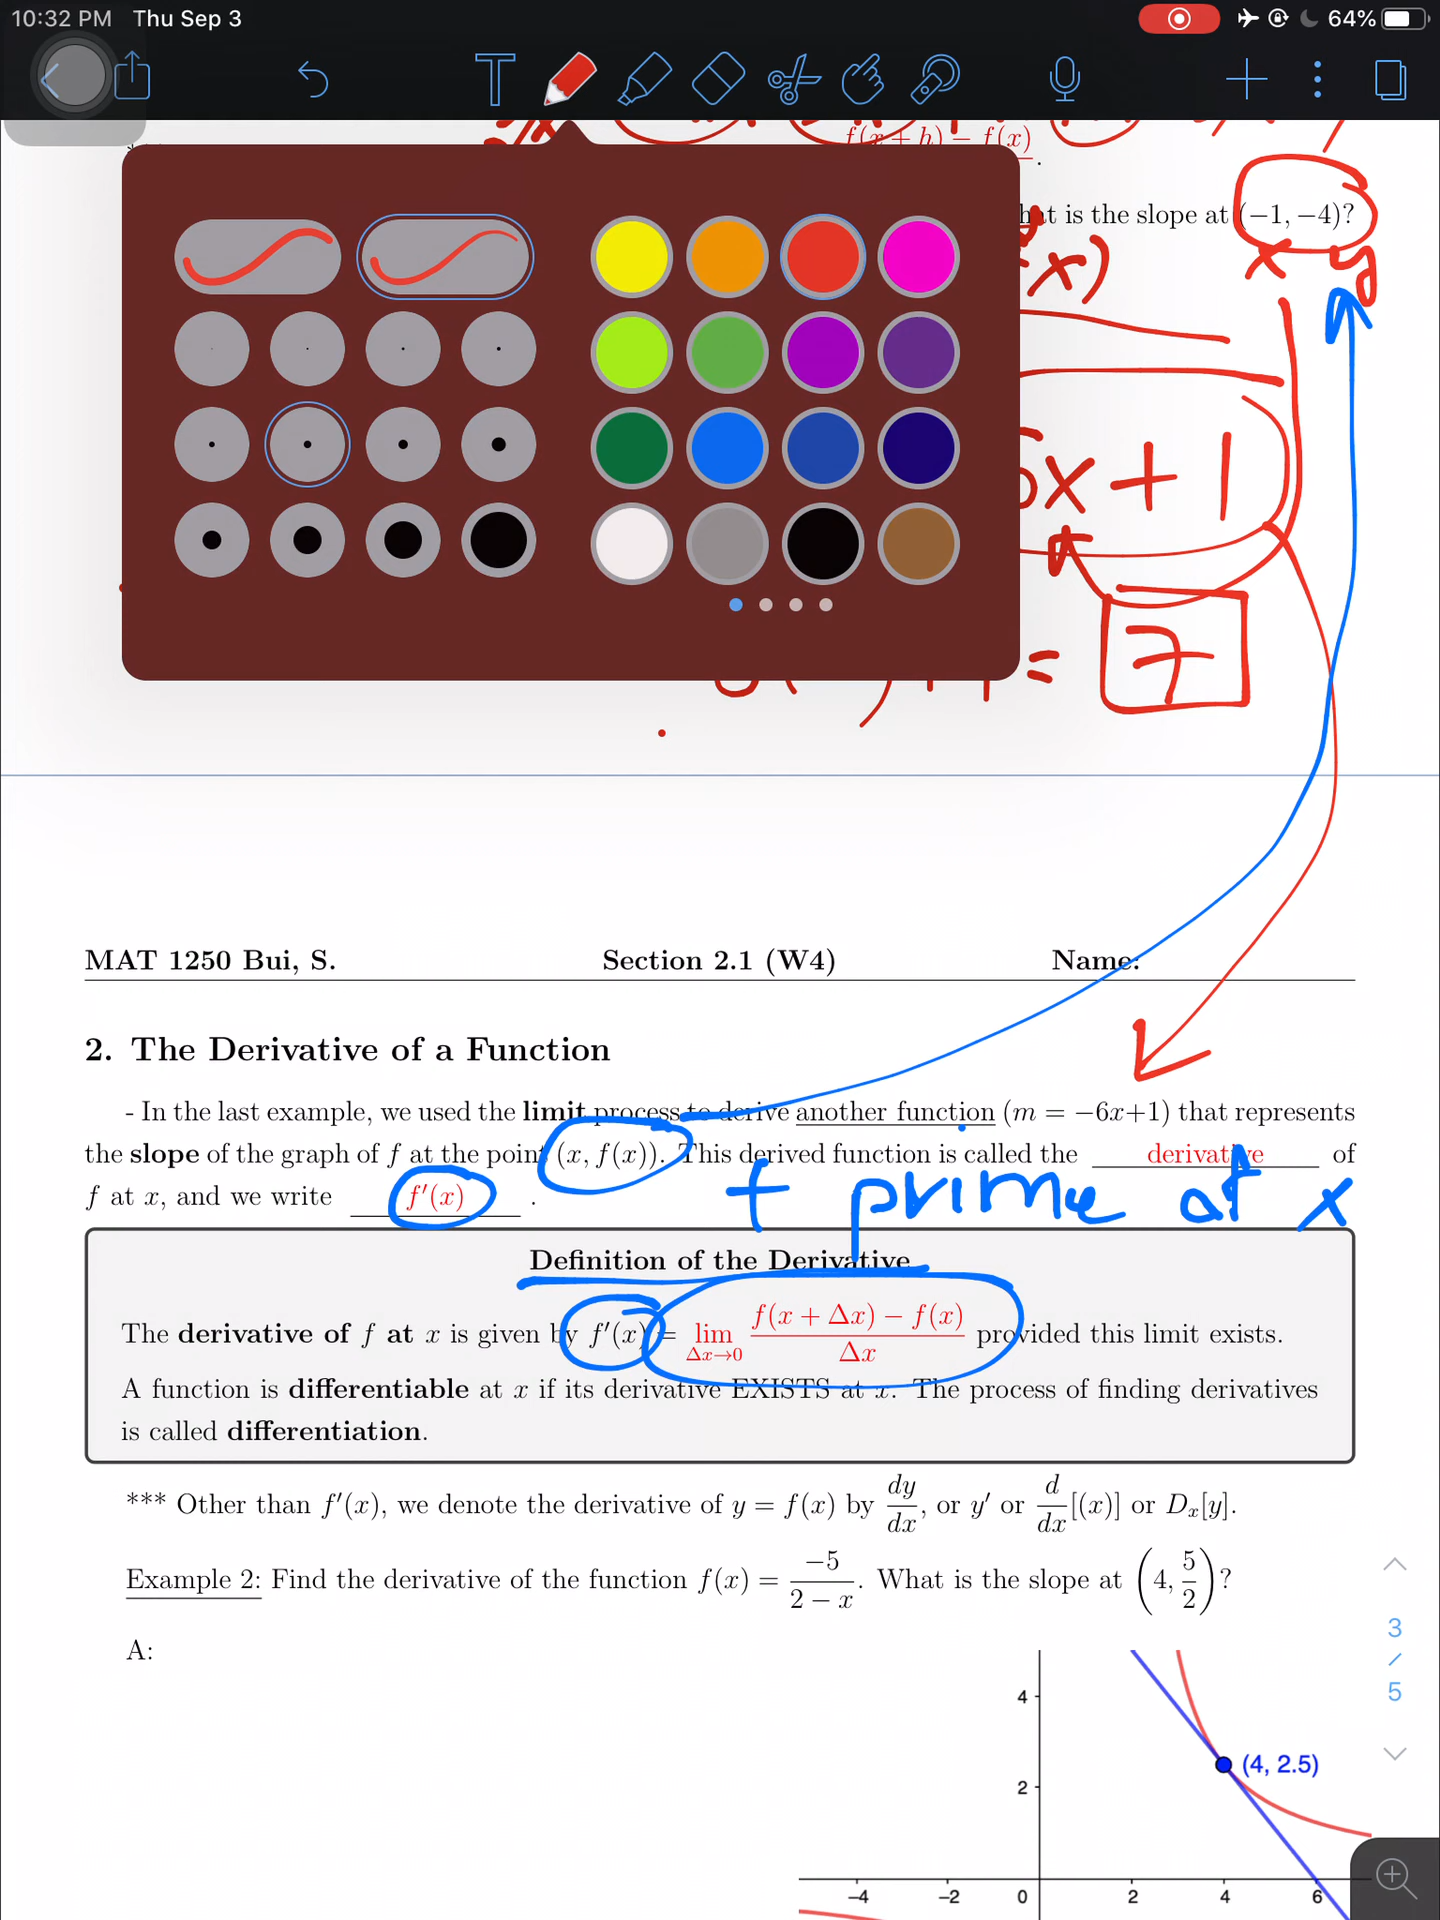 10:32 PM Thu Sep 3
64%
T
f(x + h) − f(x)
.
hat is the slope at (−1, −4)?
x y
x)
6x + 1
= 7
MAT 1250 Bui, S. Section 2.1 (W4) Name:
2. The Derivative of a Function
- In the last example, we used the limit process to derive another function (m = −6x+1) that represents
the slope of the graph of f at the point (x, f(x)). This derived function is called the derivative of
f at x, and we write f′(x) .
f prime at x
Definition of the Derivative
The derivative of f at x is given by f′(x) = lim Δx→0 f(x + Δx) − f(x) / Δx provided this limit exists.
A function is differentiable at x if its derivative EXISTS at x. The process of finding derivatives
is called differentiation.
*** Other than f′(x), we denote the derivative of y = f(x) by dy/dx, or y′ or d/dx[(x)] or Dx[y].
Example 2: Find the derivative of the function f(x) = −5/(2 − x). What is the slope at (4, 5/2)?
A:
3
/
5
4
(4, 2.5)
2
−4 −2 0 2 4 6